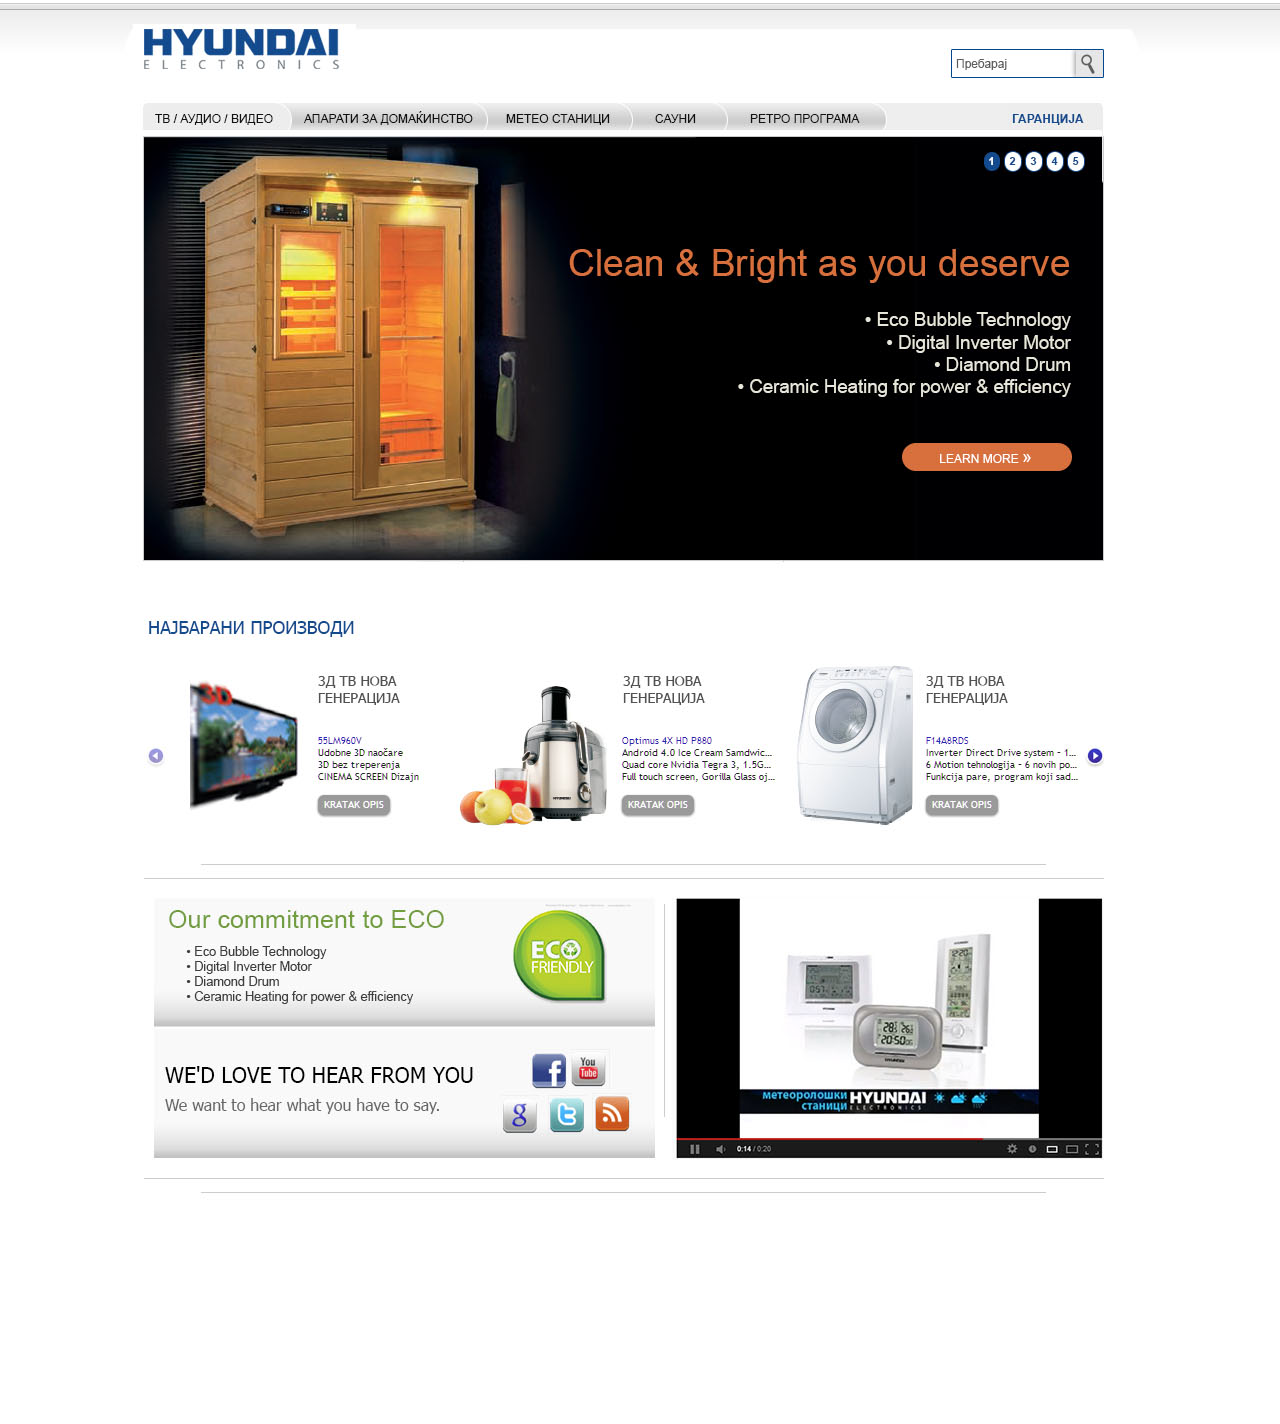 HYUNDAI
ELECTRONICS
Пребарај
ТВ / АУДИО / ВИДЕО
АПАРАТИ ЗА ДОМАЌИНСТВО
МЕТЕО СТАНИЦИ
САУНИ
РЕТРО ПРОГРАМА
ГАРАНЦИЈА
1 2 3 4 5
Clean & Bright as you deserve
• Eco Bubble Technology
• Digital Inverter Motor
• Diamond Drum
• Ceramic Heating for power & efficiency
LEARN MORE »
НАЈБАРАНИ ПРОИЗВОДИ
3D
3Д ТВ НОВА
ГЕНЕРАЦИЈА
55LM960V
Udobne 3D naočare
3D bez treperenja
CINEMA SCREEN Dizajn
KRATAK OPIS
HYUNDAI
3Д ТВ НОВА
ГЕНЕРАЦИЈА
Optimus 4X HD P880
Android 4.0 Ice Cream Samdwic...
Quad core Nvidia Tegra 3, 1.5G...
Full touch screen, Gorilla Glass oj...
KRATAK OPIS
3Д ТВ НОВА
ГЕНЕРАЦИЈА
F14A8RDS
Inverter Direct Drive system – 1...
6 Motion tehnologija – 6 novih po...
Funkcija pare, program koji sad...
KRATAK OPIS
Our commitment to ECO
• Eco Bubble Technology
• Digital Inverter Motor
• Diamond Drum
• Ceramic Heating for power & efficiency
ECO
FRIENDLY
WE'D LOVE TO HEAR FROM YOU
We want to hear what you have to say.
You
Tube
HYUNDAI
метеоролошки
станици
HYUNDAI
ELECTRONICS
0:14 / 0:20